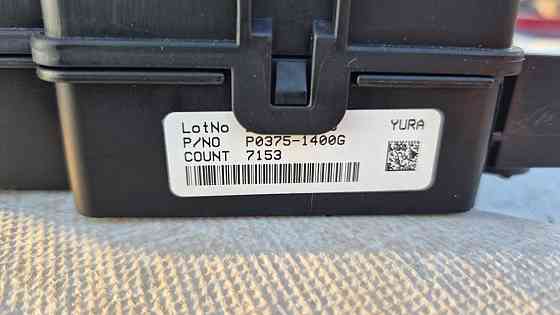 LotNo YURA
P/NO P0375-1400G
COUNT 7153